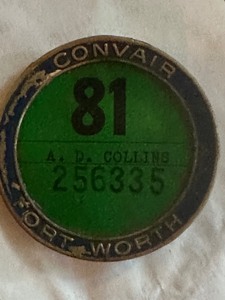 CONVAIR
81
A. D. COLLINS
256335
FORT WORTH